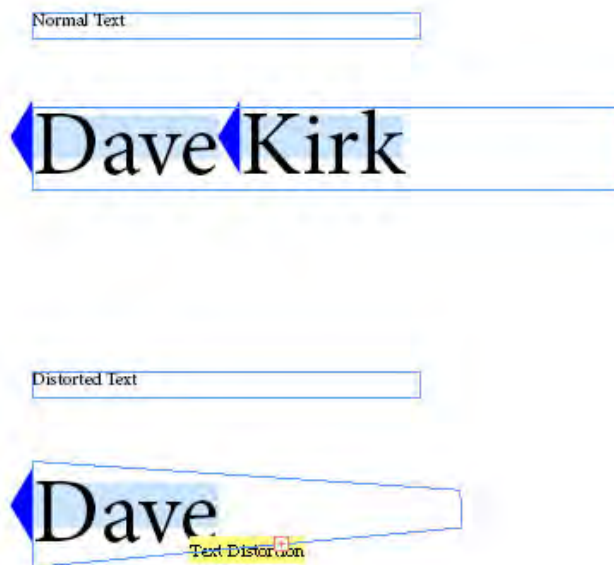 Normal Text
Dave Kirk
Distorted Text
Dave
Text Distortion